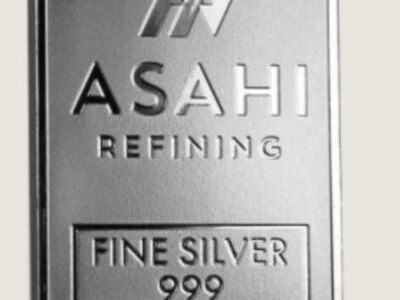 ASAHI
REFINING
FINE SILVER
999